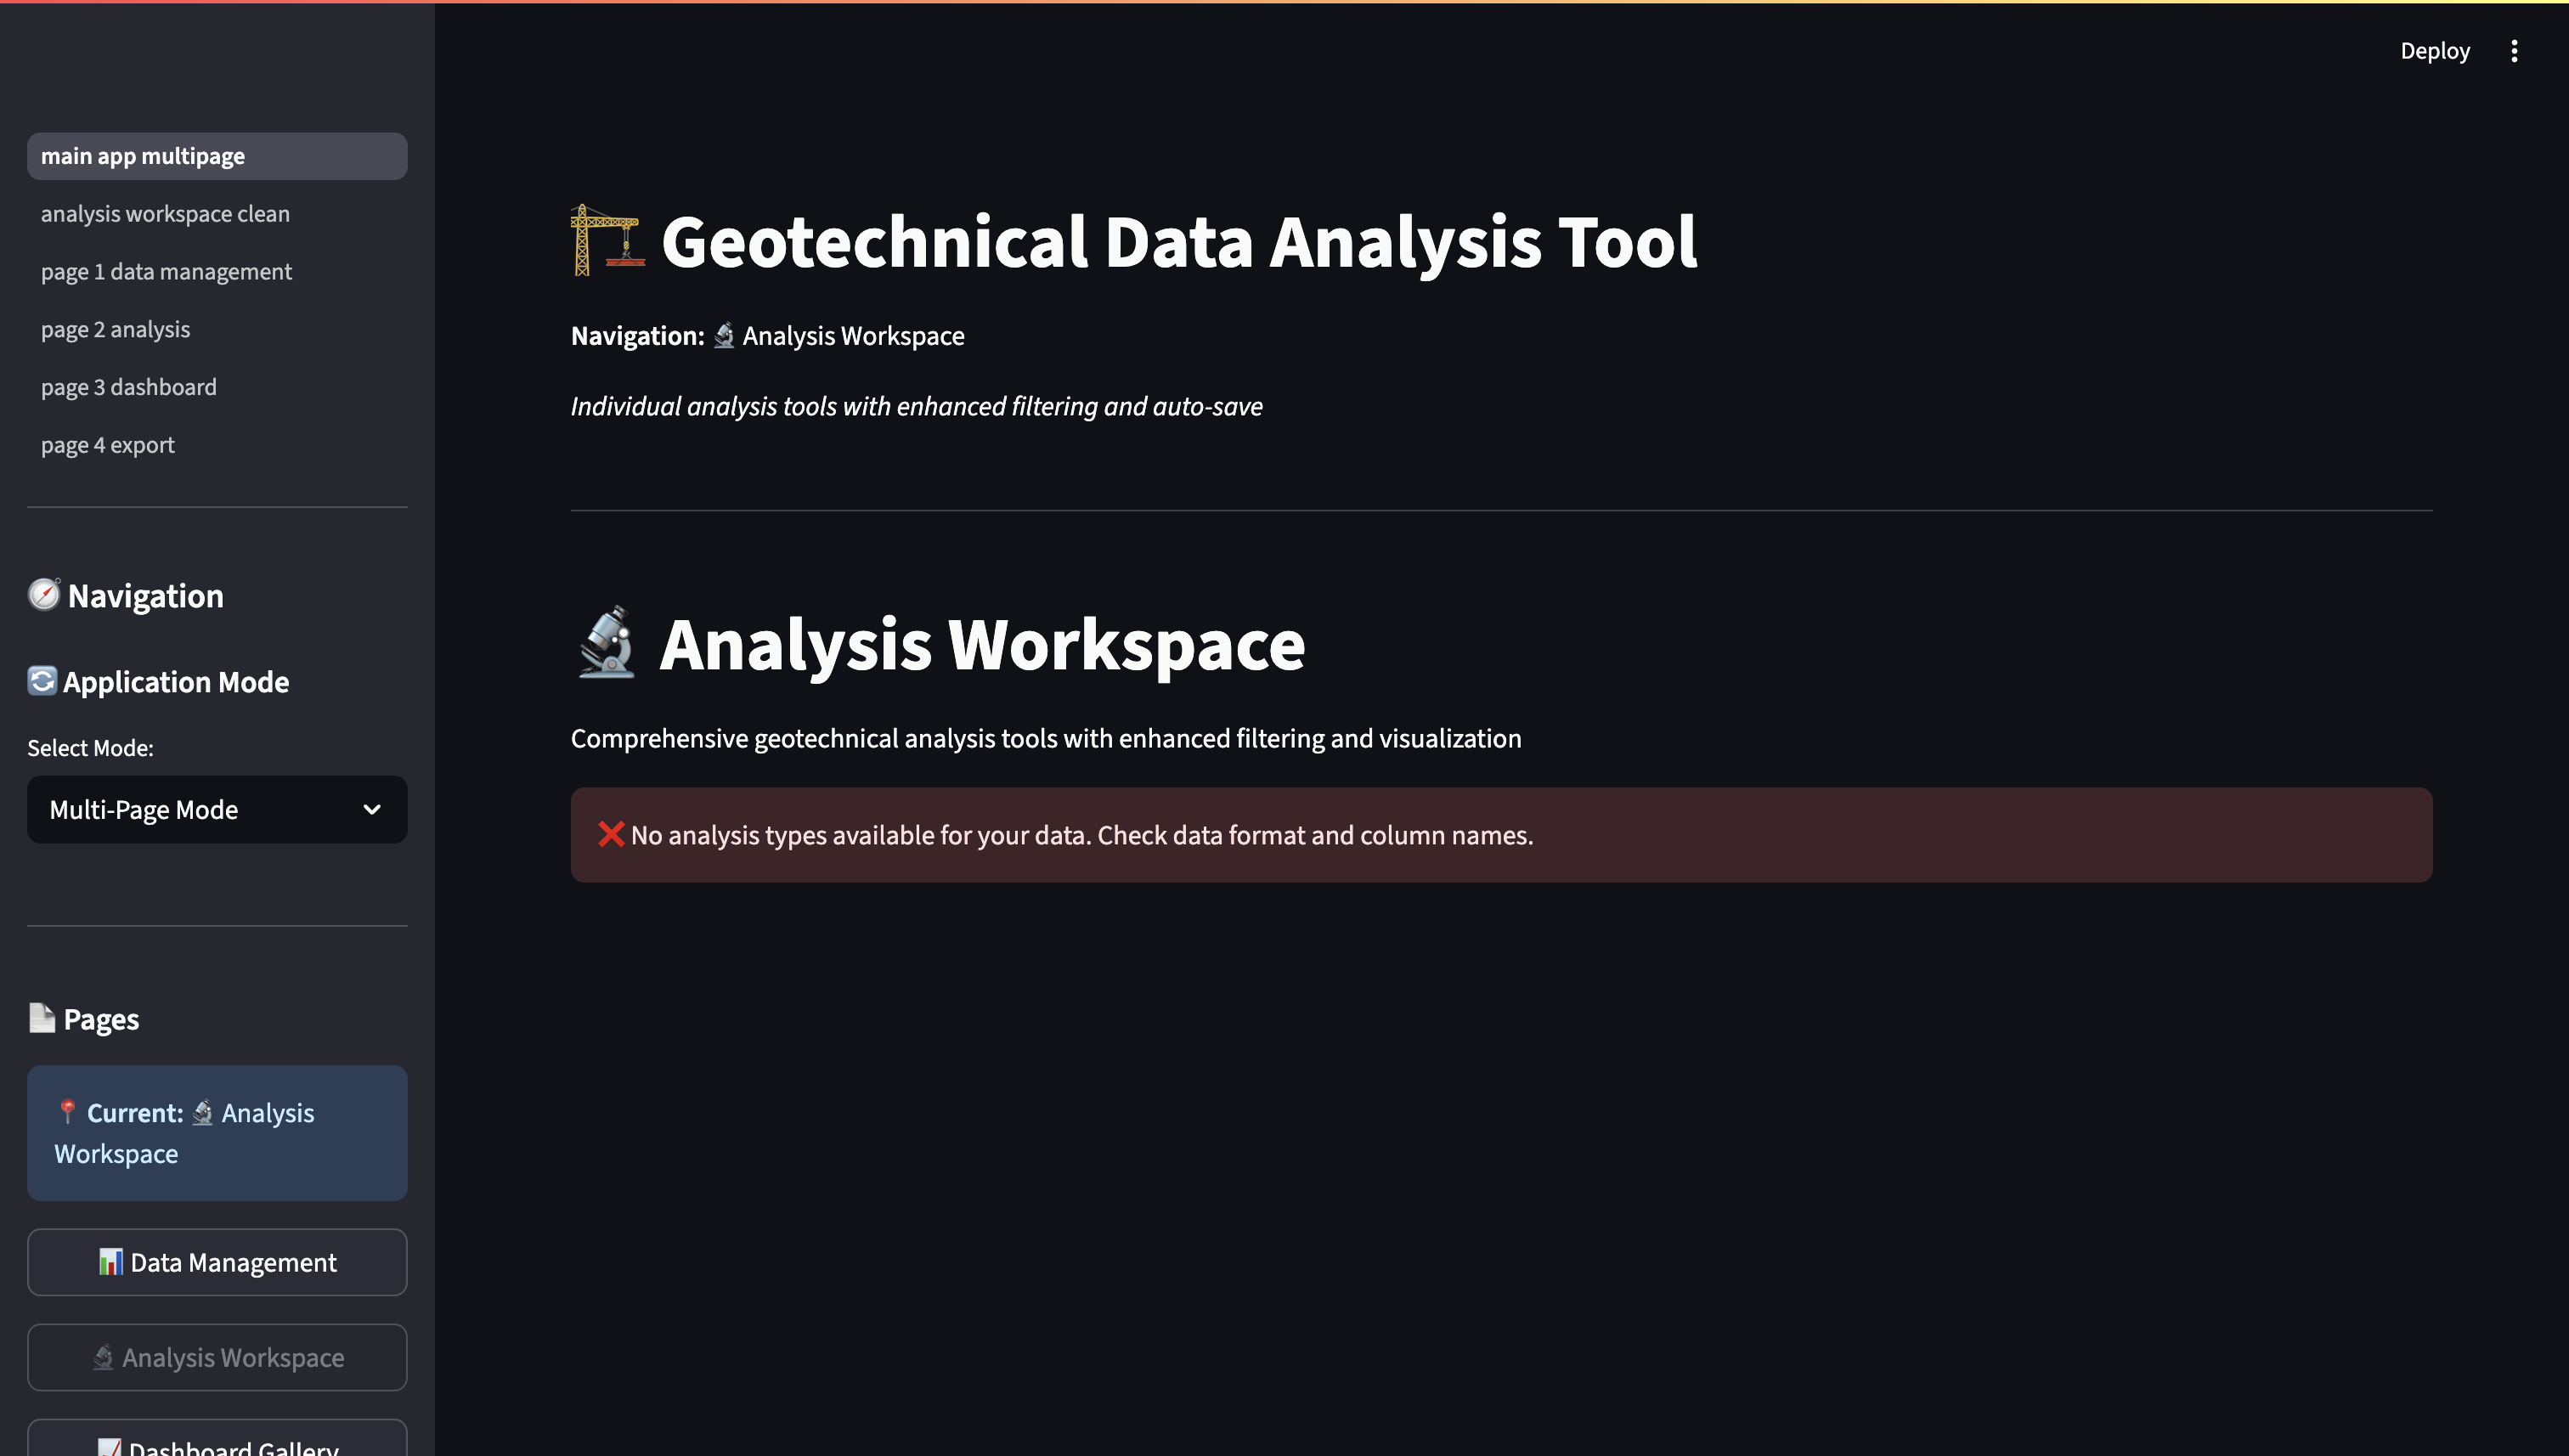 Deploy
main app multipage
analysis workspace clean
page 1 data management
page 2 analysis
page 3 dashboard
page 4 export
Navigation
Application Mode
Select Mode:
Multi-Page Mode
Pages
Current: Analysis
Workspace
Data Management
Analysis Workspace
Dashboard Gallery
Geotechnical Data Analysis Tool
Navigation: Analysis Workspace
Individual analysis tools with enhanced filtering and auto-save
Analysis Workspace
Comprehensive geotechnical analysis tools with enhanced filtering and visualization
No analysis types available for your data. Check data format and column names.